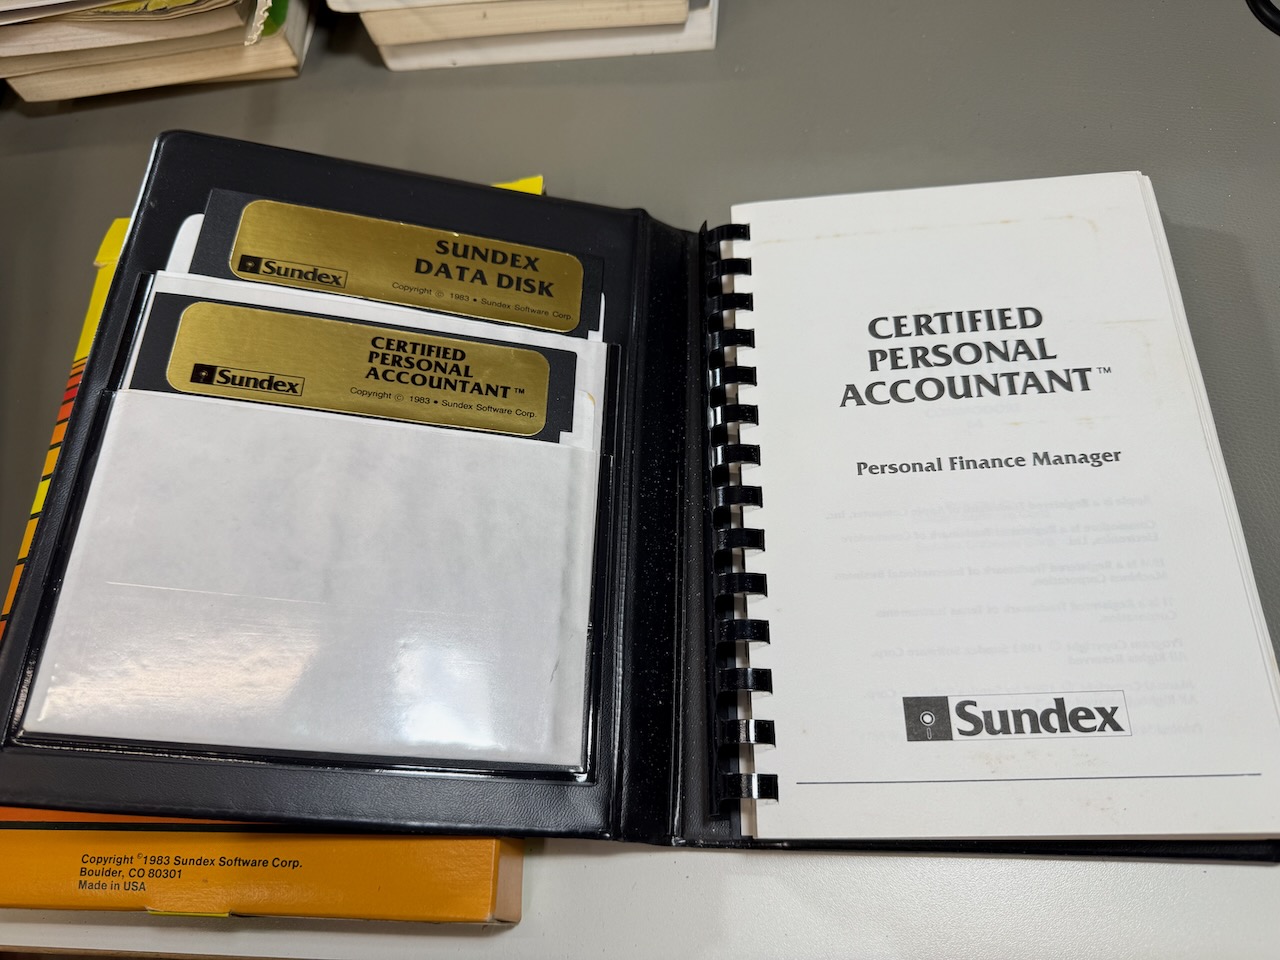 SUNDEX
DATA DISK
Sundex
Copyright © 1983 • Sundex Software Corp.
CERTIFIED
PERSONAL
ACCOUNTANT™
Sundex
Copyright © 1983 • Sundex Software Corp.
Copyright ©1983 Sundex Software Corp.
Boulder, CO 80301
Made in USA
CERTIFIED
PERSONAL
ACCOUNTANT™
Personal Finance Manager
Sundex